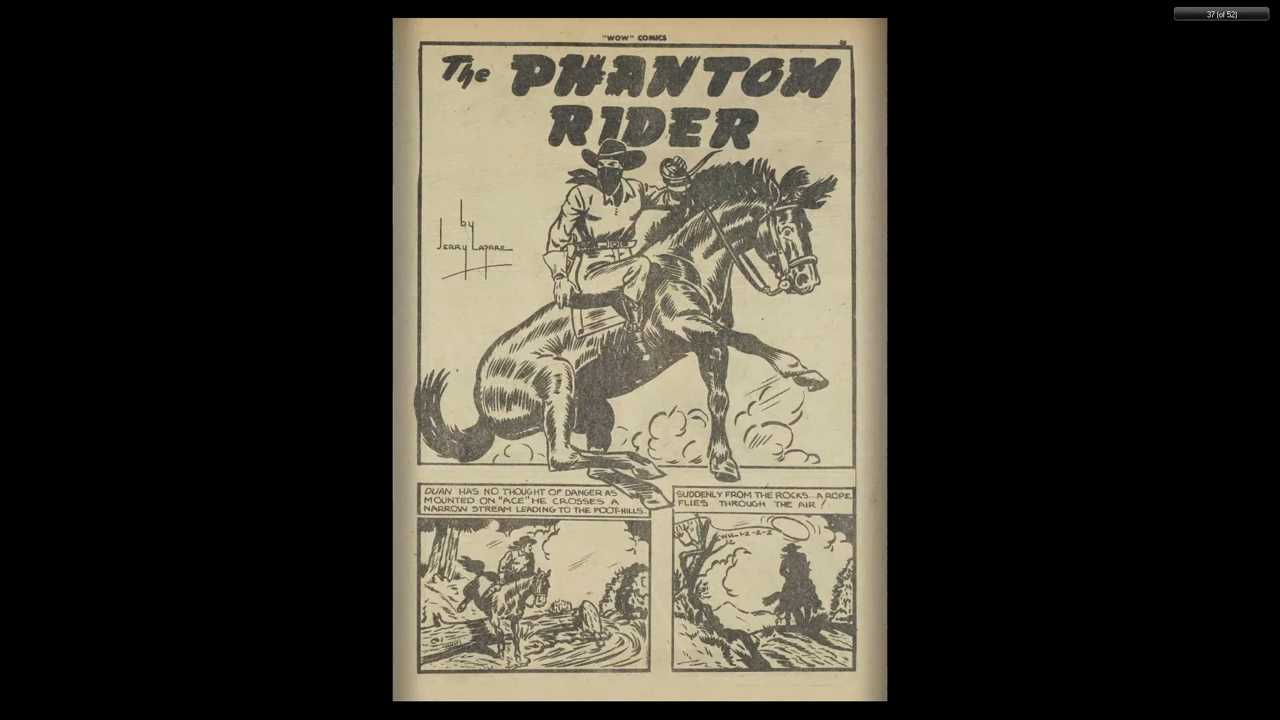 37 (of 52)
"WOW" COMICS
The PHANTOM
RIDER
by
JERRY LAZARE
DUAN HAS NO THOUGHT OF DANGER AS
MOUNTED ON "ACE" HE CROSSES A
NARROW STREAM LEADING TO THE FOOT-HILLS.
SUDDENLY FROM THE ROCKS... A ROPE
FLIES THROUGH THE AIR!